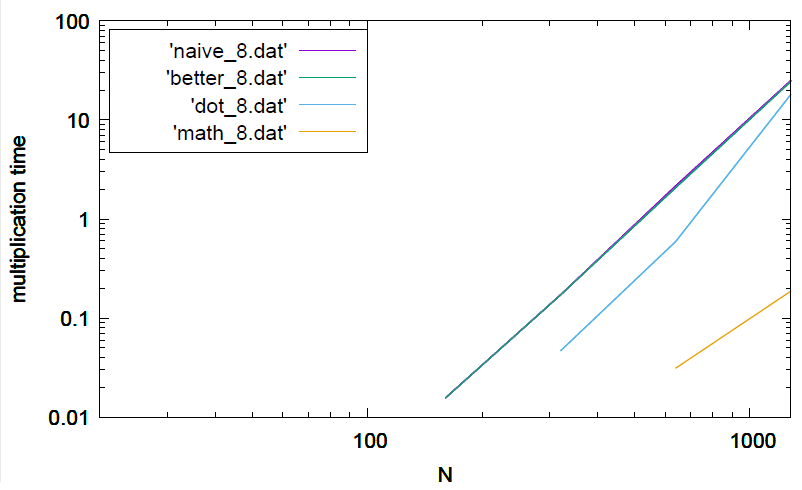 100
'naive_8.dat'
'better_8.dat'
'dot_8.dat'
'math_8.dat'
10
1
0.1
0.01
multiplication time
100
1000
N